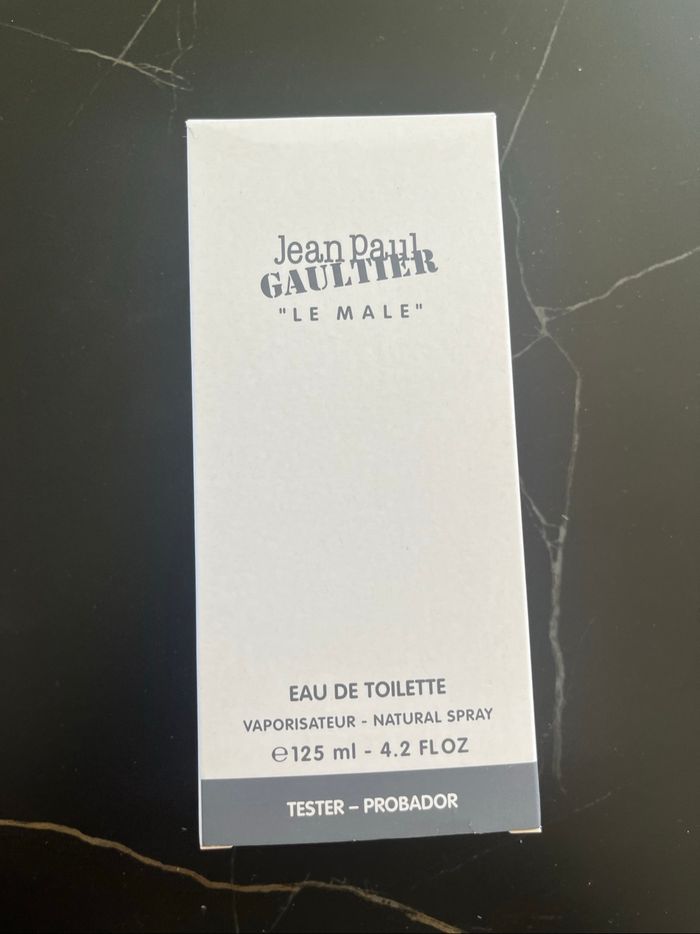 Jean Paul
GAULTIER
"LE MALE"
EAU DE TOILETTE
VAPORISATEUR - NATURAL SPRAY
℮125 ml - 4.2 FLOZ
TESTER – PROBADOR